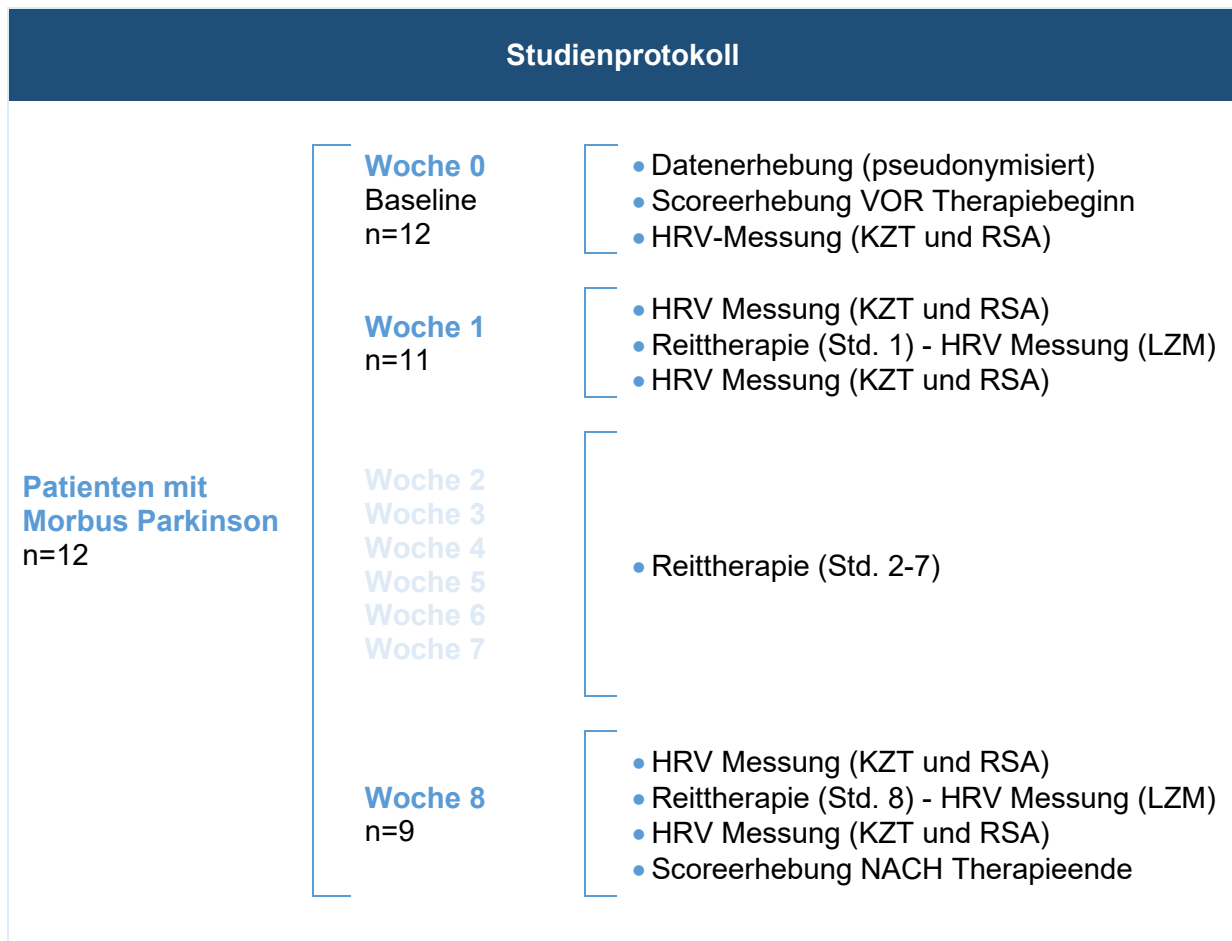 Studienprotokoll
Patienten mit
Morbus Parkinson
n=12
Woche 0
Baseline
n=12
• Datenerhebung (pseudonymisiert)
• Scoreerhebung VOR Therapiebeginn
• HRV-Messung (KZT und RSA)
Woche 1
n=11
• HRV Messung (KZT und RSA)
• Reittherapie (Std. 1) - HRV Messung (LZM)
• HRV Messung (KZT und RSA)
Woche 2
Woche 3
Woche 4
Woche 5
Woche 6
Woche 7
• Reittherapie (Std. 2-7)
Woche 8
n=9
• HRV Messung (KZT und RSA)
• Reittherapie (Std. 8) - HRV Messung (LZM)
• HRV Messung (KZT und RSA)
• Scoreerhebung NACH Therapieende